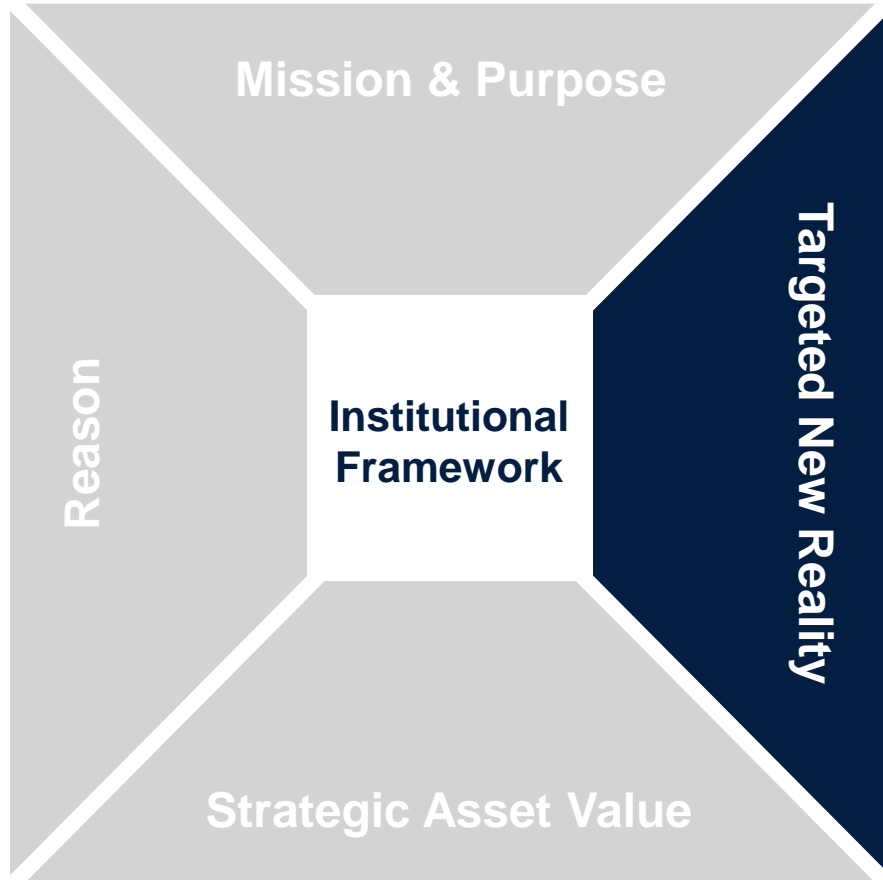 Mission & Purpose
Reason
Institutional
Framework
Targeted New Reality
Strategic Asset Value